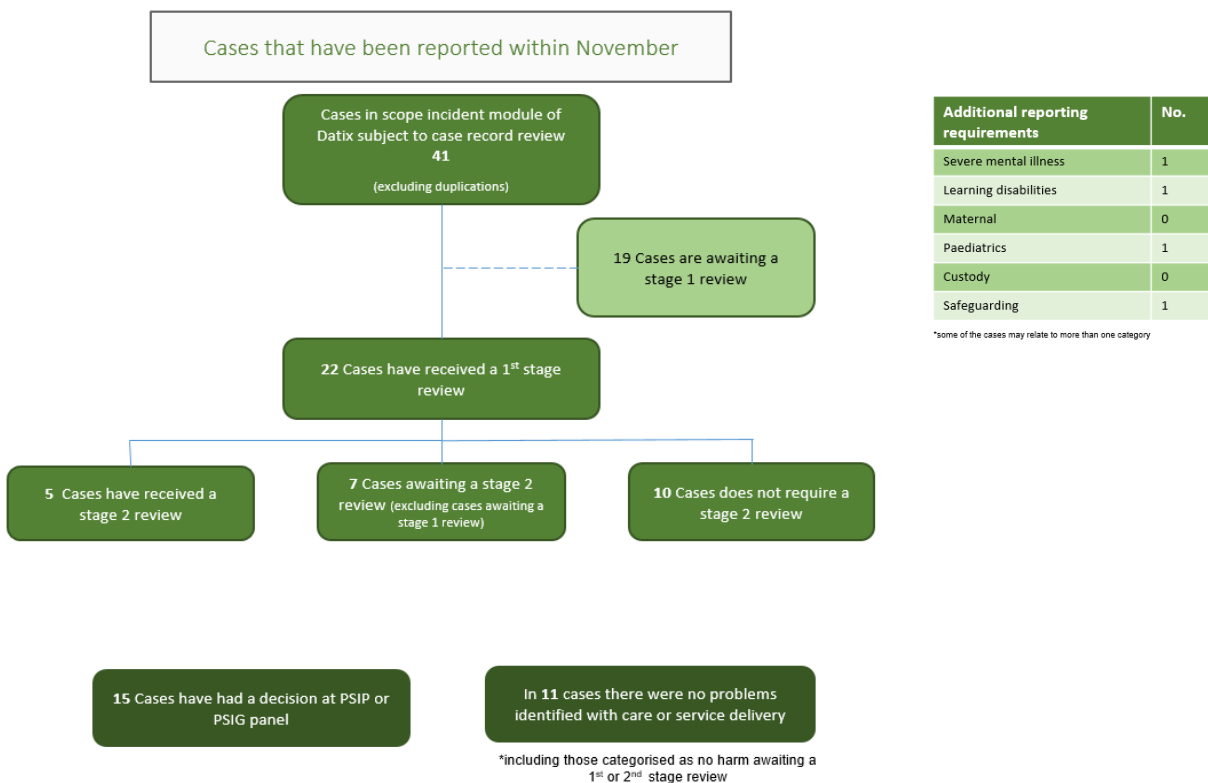 Cases that have been reported within November
Cases in scope incident module of
Datix subject to case record review
41
(excluding duplications)
19 Cases are awaiting a
stage 1 review
22 Cases have received a 1st stage
review
5 Cases have received a
stage 2 review
7 Cases awaiting a stage 2
review (excluding cases awaiting a
stage 1 review)
10 Cases does not require a
stage 2 review
15 Cases have had a decision at PSIP or
PSIG panel
In 11 cases there were no problems
identified with care or service delivery
*including those categorised as no harm awaiting a
1st or 2nd stage review
Additional reporting
requirements
No.
Severe mental illness 1
Learning disabilities 1
Maternal 0
Paediatrics 1
Custody 0
Safeguarding 1
*some of the cases may relate to more than one category